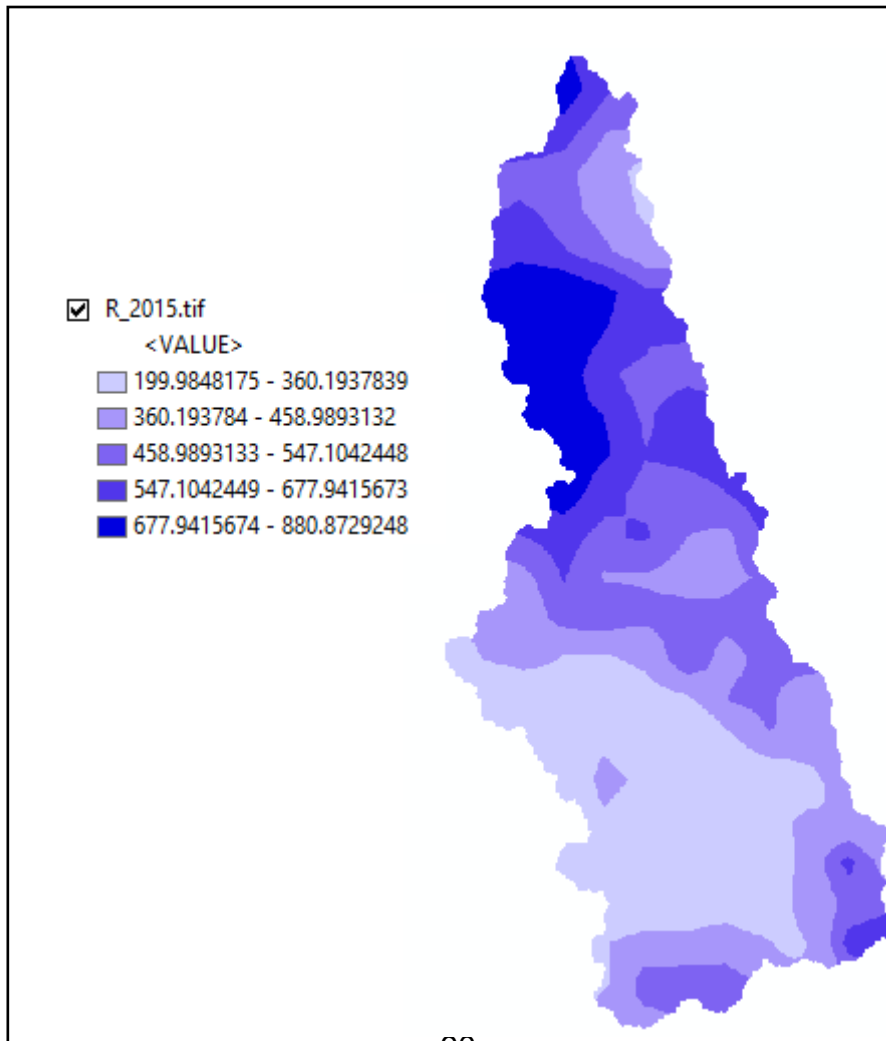 R_2015.tif
<VALUE>
199.9848175 - 360.1937839
360.193784 - 458.9893132
458.9893133 - 547.1042448
547.1042449 - 677.9415673
677.9415674 - 880.8729248